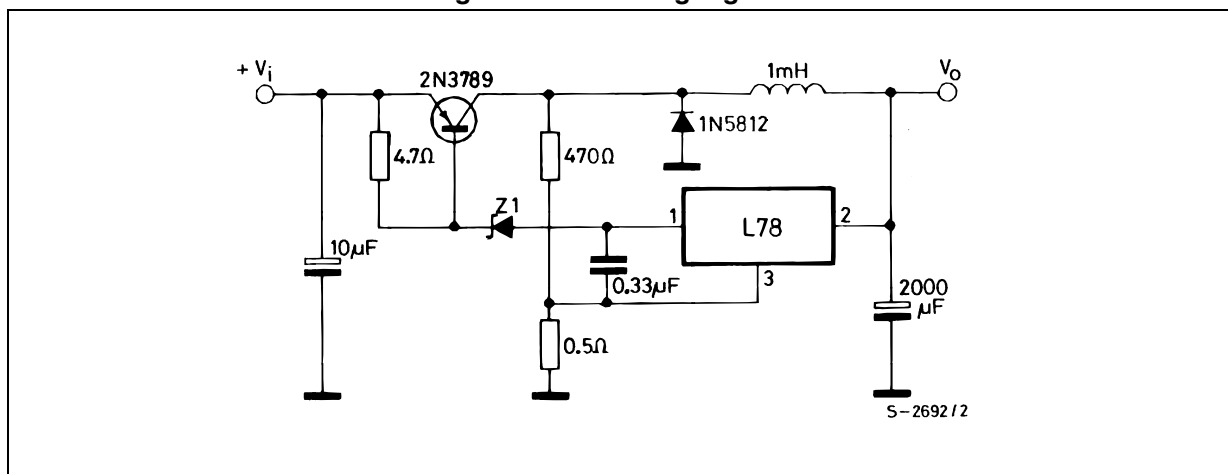 + Vi
2N3789
1mH
Vo
1N5812
4.7Ω
470Ω
Z1
1
L78
2
10µF
0.33µF
3
2000
µF
0.5Ω
S-2692/2